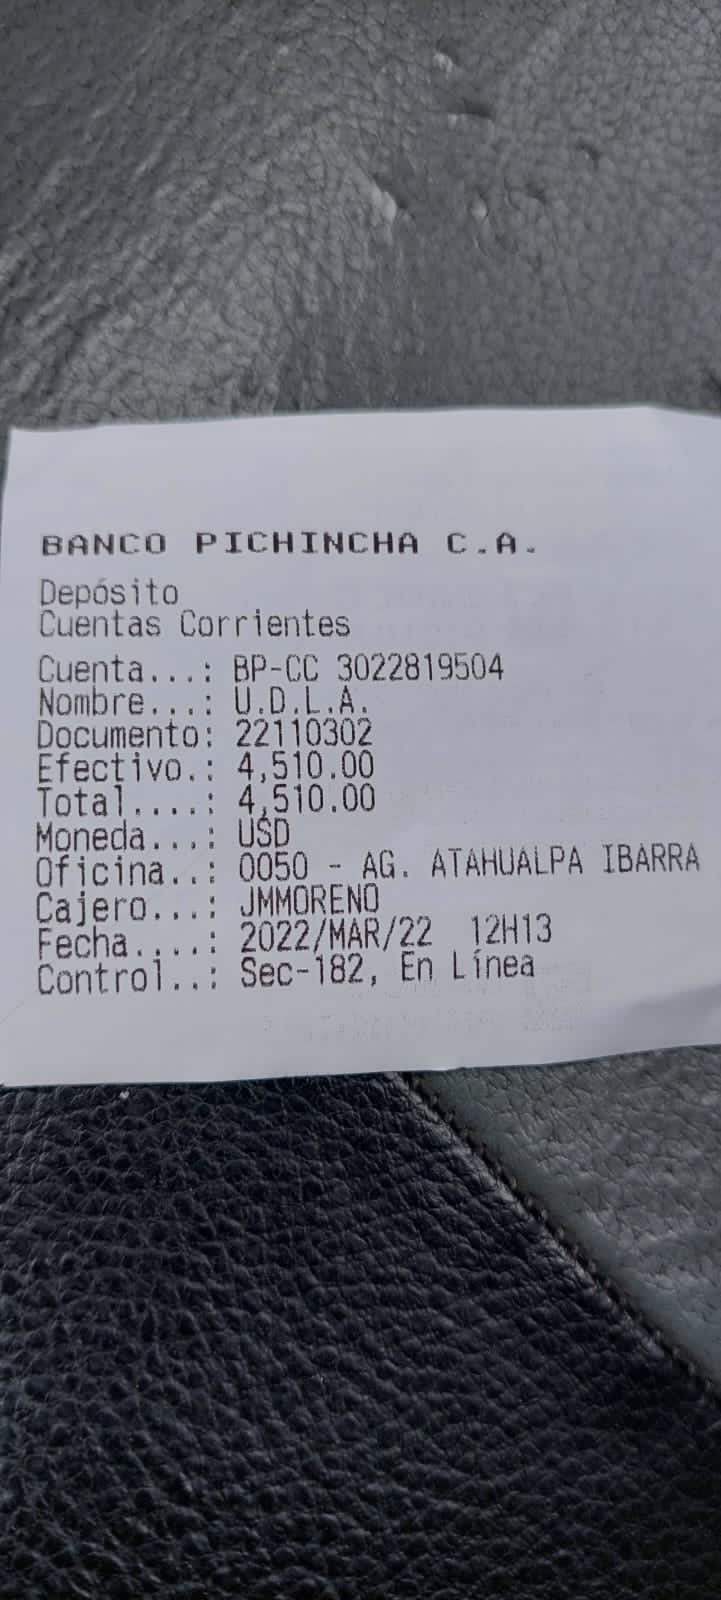 BANCO PICHINCHA C.A.
Depósito
Cuentas Corrientes
Cuenta...: BP-CC 3022819504
Nombre...: U.D.L.A.
Documento: 22110302
Efectivo.: 4,510.00
Total....: 4,510.00
Moneda...: USD
Oficina..: 0050 - AG. ATAHUALPA IBARRA
Cajero...: JMMORENO
Fecha....: 2022/MAR/22 12H13
Control..: Sec-182, En Línea